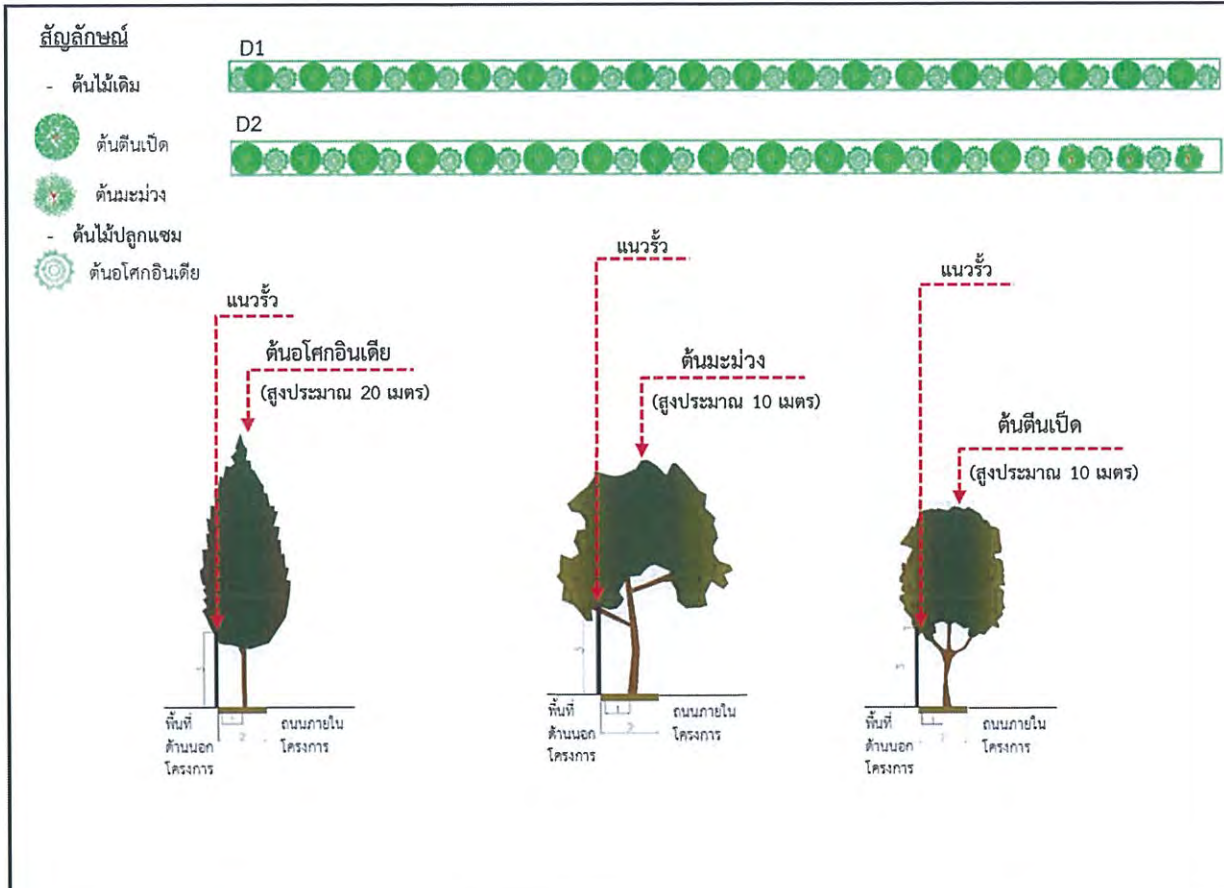 สัญลักษณ์
- ต้นไม้เดิม
ต้นตีนเป็ด
ต้นมะม่วง
- ต้นไม้ปลูกแซม
ต้นอโศกอินเดีย
D1
D2
แนวรั้ว
ต้นอโศกอินเดีย
(สูงประมาณ 20 เมตร)
3
1
2
พื้นที่
ด้านนอก
โครงการ
ถนนภายใน
โครงการ
แนวรั้ว
ต้นมะม่วง
(สูงประมาณ 10 เมตร)
3
1
2
พื้นที่
ด้านนอก
โครงการ
ถนนภายใน
โครงการ
แนวรั้ว
ต้นตีนเป็ด
(สูงประมาณ 10 เมตร)
3
1
2
พื้นที่
ด้านนอก
โครงการ
ถนนภายใน
โครงการ